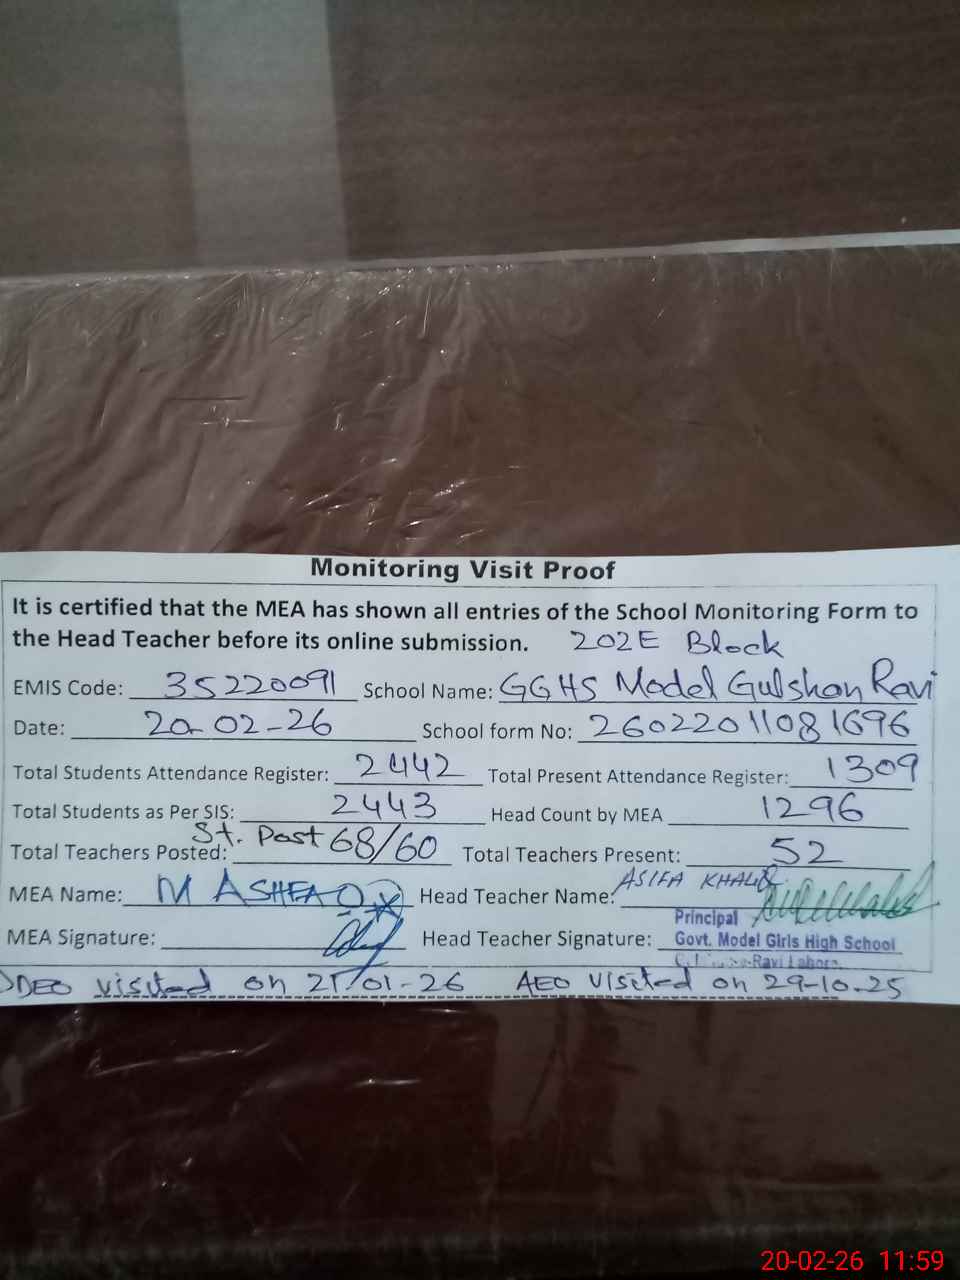 Monitoring Visit Proof
It is certified that the MEA has shown all entries of the School Monitoring Form to
the Head Teacher before its online submission. 202E Block
EMIS Code: 35220091 School Name: GGHS Model Gulshan Ravi
Date: 20-02-26 School form No: 26022011081696
Total Students Attendance Register: 2442 Total Present Attendance Register: 1309
Total Students as Per SIS: 2443 Head Count by MEA 1296
Total Teachers Posted: St. Post 68/60 Total Teachers Present: 52
MEA Name: M ASHFAQ Head Teacher Name: ASIFA KHALID
MEA Signature: Head Teacher Signature:
Principal
Govt. Model Girls High School
Ravi Lahore.
DDEO visited on 21/01-26 AEO visited on 29-10-25
20-02-26 11:59